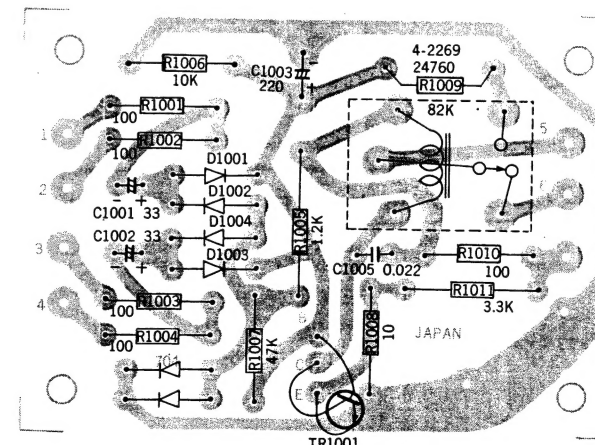 4-2269
24760
R1006
10K
C1003
220
-
+
R1009
82K
R1001
100
1
R1002
100
5
D1001
2
- +
C1001 33
D1002
D1004
R1005
1.2K
3
C1002 33
- +
D1003
C1005 0.022
R1010
100
R1003
100
4
R1011
3.3K
R1004
100
R1007
47K
R1008
10
B
C
E
JAPAN
701
TR1001